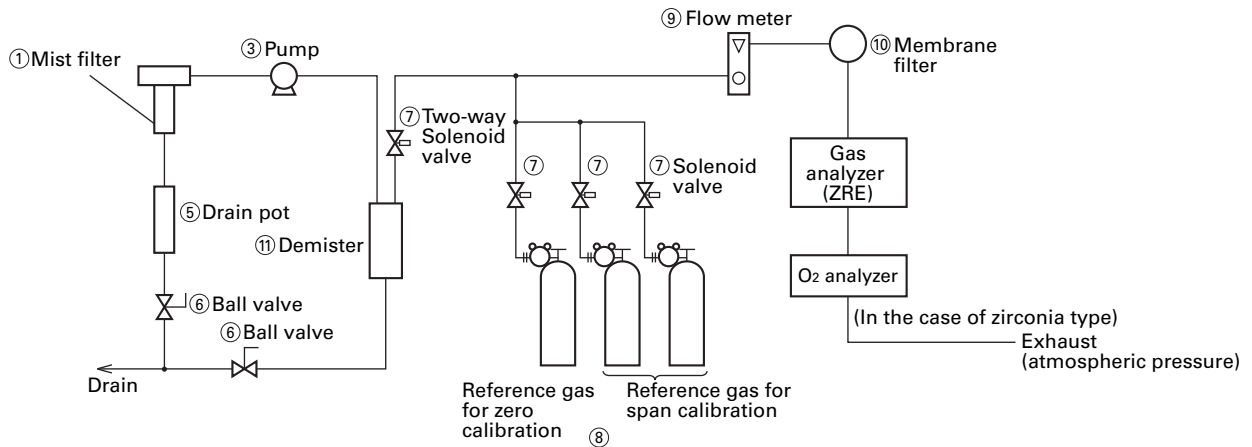 ⑨ Flow meter
③ Pump
① Mist filter
⑩ Membrane
filter
⑦ Two-way
Solenoid
valve
⑦
⑦
⑦ Solenoid
valve
Gas
analyzer
(ZRE)
⑤ Drain pot
⑪ Demister
O2 analyzer
⑥ Ball valve
⑥ Ball valve
(In the case of zirconia type)
Exhaust
(atmospheric pressure)
Drain
Reference gas
for zero
calibration
Reference gas for
span calibration
⑧